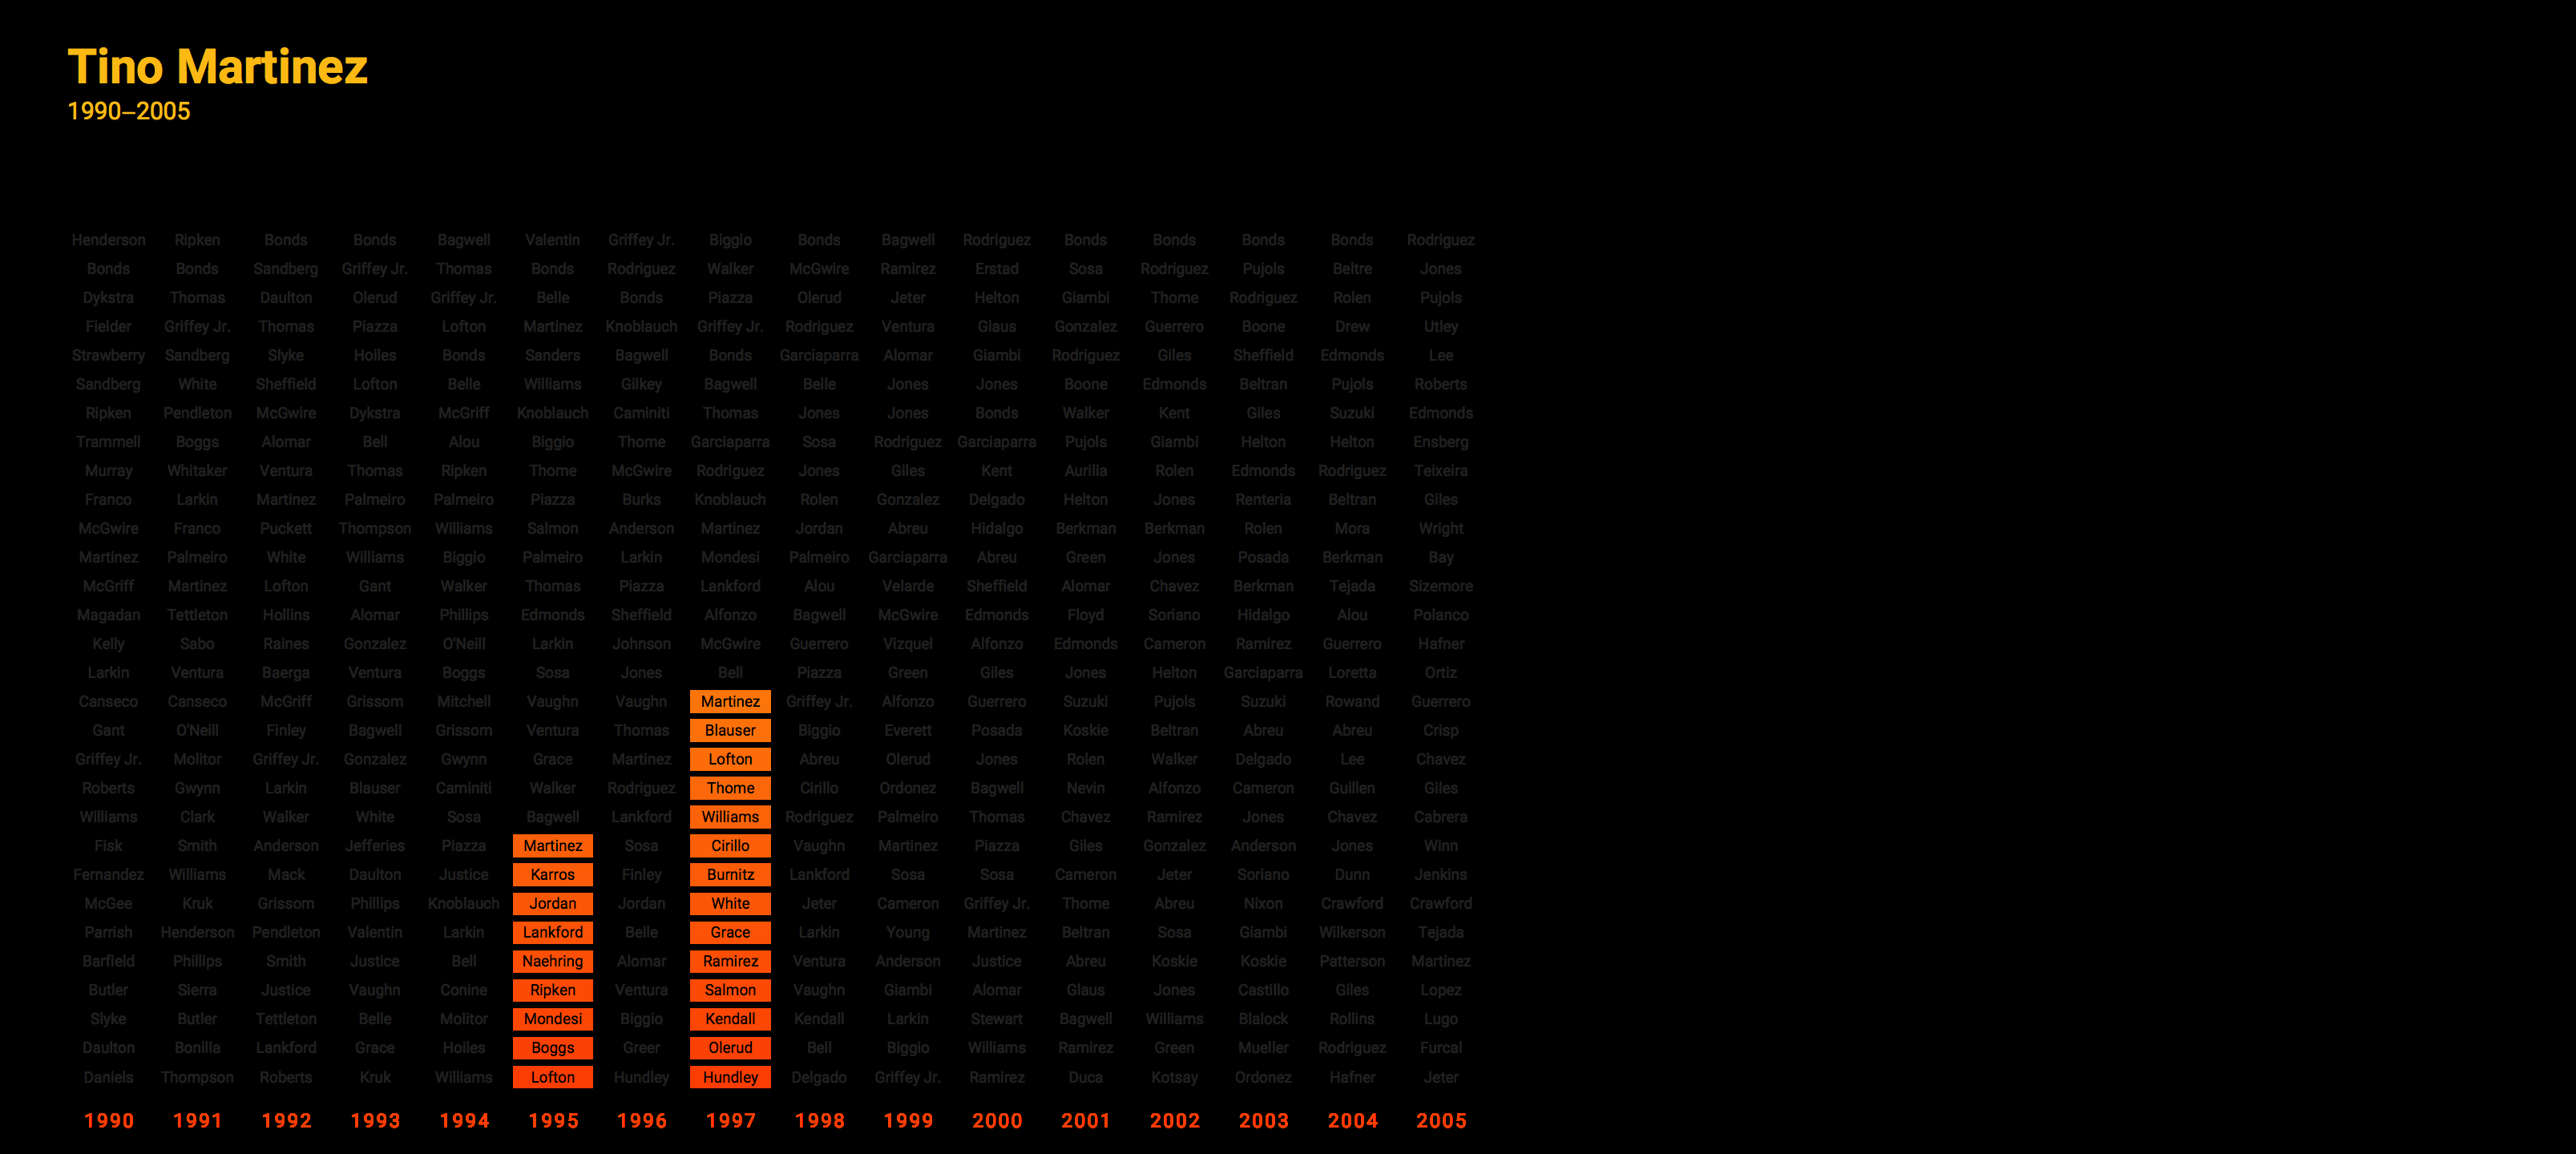 Tino Martinez
1990–2005
Henderson Ripken Bonds Bonds Bagwell Valentin Griffey Jr. Biggio Bonds Bagwell Rodriguez Bonds Bonds Bonds Bonds Rodriguez
Bonds Bonds Sandberg Griffey Jr. Thomas Bonds Rodriguez Walker McGwire Ramirez Erstad Sosa Rodriguez Pujols Beltre Jones
Dykstra Thomas Daulton Olerud Griffey Jr. Belle Bonds Piazza Olerud Jeter Helton Giambi Thome Rodriguez Rolen Pujols
Fielder Griffey Jr. Thomas Piazza Lofton Martinez Knoblauch Griffey Jr. Rodriguez Ventura Glaus Gonzalez Guerrero Boone Drew Utley
Strawberry Sandberg Slyke Hoiles Bonds Sanders Bagwell Bonds Garciaparra Alomar Giambi Rodriguez Giles Sheffield Edmonds Lee
Sandberg White Sheffield Lofton Belle Williams Gilkey Bagwell Belle Jones Jones Boone Edmonds Beltran Pujols Roberts
Ripken Pendleton McGwire Dykstra McGriff Knoblauch Caminiti Thomas Jones Jones Bonds Walker Kent Giles Suzuki Edmonds
Trammell Boggs Alomar Bell Alou Biggio Thome Garciaparra Sosa Rodriguez Garciaparra Pujols Giambi Helton Helton Ensberg
Murray Whitaker Ventura Thomas Ripken Thome McGwire Rodriguez Jones Giles Kent Aurilia Rolen Edmonds Rodriguez Teixeira
Franco Larkin Martinez Palmeiro Palmeiro Piazza Burks Knoblauch Rolen Gonzalez Delgado Helton Jones Renteria Beltran Giles
McGwire Franco Puckett Thompson Williams Salmon Anderson Martinez Jordan Abreu Hidalgo Berkman Berkman Rolen Mora Wright
Martinez Palmeiro White Williams Biggio Palmeiro Larkin Mondesi Palmeiro Garciaparra Abreu Green Jones Posada Berkman Bay
McGriff Martinez Lofton Gant Walker Thomas Piazza Lankford Alou Velarde Sheffield Alomar Chavez Berkman Tejada Sizemore
Magadan Tettleton Hollins Alomar Phillips Edmonds Sheffield Alfonzo Bagwell McGwire Edmonds Floyd Soriano Hidalgo Alou Polanco
Kelly Sabo Raines Gonzalez O'Neill Larkin Johnson McGwire Guerrero Vizquel Alfonzo Edmonds Cameron Ramirez Guerrero Hafner
Larkin Ventura Baerga Ventura Boggs Sosa Jones Bell Piazza Green Giles Jones Helton Garciaparra Loretta Ortiz
Canseco Canseco McGriff Grissom Mitchell Vaughn Vaughn Martinez Griffey Jr. Alfonzo Guerrero Suzuki Pujols Suzuki Rowand Guerrero
Gant O'Neill Finley Bagwell Grissom Ventura Thomas Blauser Biggio Everett Posada Koskie Beltran Abreu Abreu Crisp
Griffey Jr. Molitor Griffey Jr. Gonzalez Gwynn Grace Martinez Lofton Abreu Olerud Jones Rolen Walker Delgado Lee Chavez
Roberts Gwynn Larkin Blauser Caminiti Walker Rodriguez Thome Cirillo Ordonez Bagwell Nevin Alfonzo Cameron Guillen Giles
Williams Clark Walker White Sosa Bagwell Lankford Williams Rodriguez Palmeiro Thomas Chavez Ramirez Jones Chavez Cabrera
Fisk Smith Anderson Jefferies Piazza Martinez Sosa Cirillo Vaughn Martinez Piazza Giles Gonzalez Anderson Jones Winn
Fernandez Williams Mack Daulton Justice Karros Finley Burnitz Lankford Sosa Sosa Cameron Jeter Soriano Dunn Jenkins
McGee Kruk Grissom Phillips Knoblauch Jordan Jordan White Jeter Cameron Griffey Jr. Thome Abreu Nixon Crawford Crawford
Parrish Henderson Pendleton Valentin Larkin Lankford Belle Grace Larkin Young Martinez Beltran Sosa Giambi Wilkerson Tejada
Barfield Phillips Smith Justice Bell Naehring Alomar Ramirez Ventura Anderson Justice Abreu Koskie Koskie Patterson Martinez
Butler Sierra Justice Vaughn Conine Ripken Ventura Salmon Vaughn Giambi Alomar Glaus Jones Castillo Giles Lopez
Slyke Butler Tettleton Belle Molitor Mondesi Biggio Kendall Kendall Larkin Stewart Bagwell Williams Blalock Rollins Lugo
Daulton Bonilla Lankford Grace Hoiles Boggs Greer Olerud Bell Biggio Williams Ramirez Green Mueller Rodriguez Furcal
Daniels Thompson Roberts Kruk Williams Lofton Hundley Hundley Delgado Griffey Jr. Ramirez Duca Kotsay Ordonez Hafner Jeter
1990 1991 1992 1993 1994 1995 1996 1997 1998 1999 2000 2001 2002 2003 2004 2005